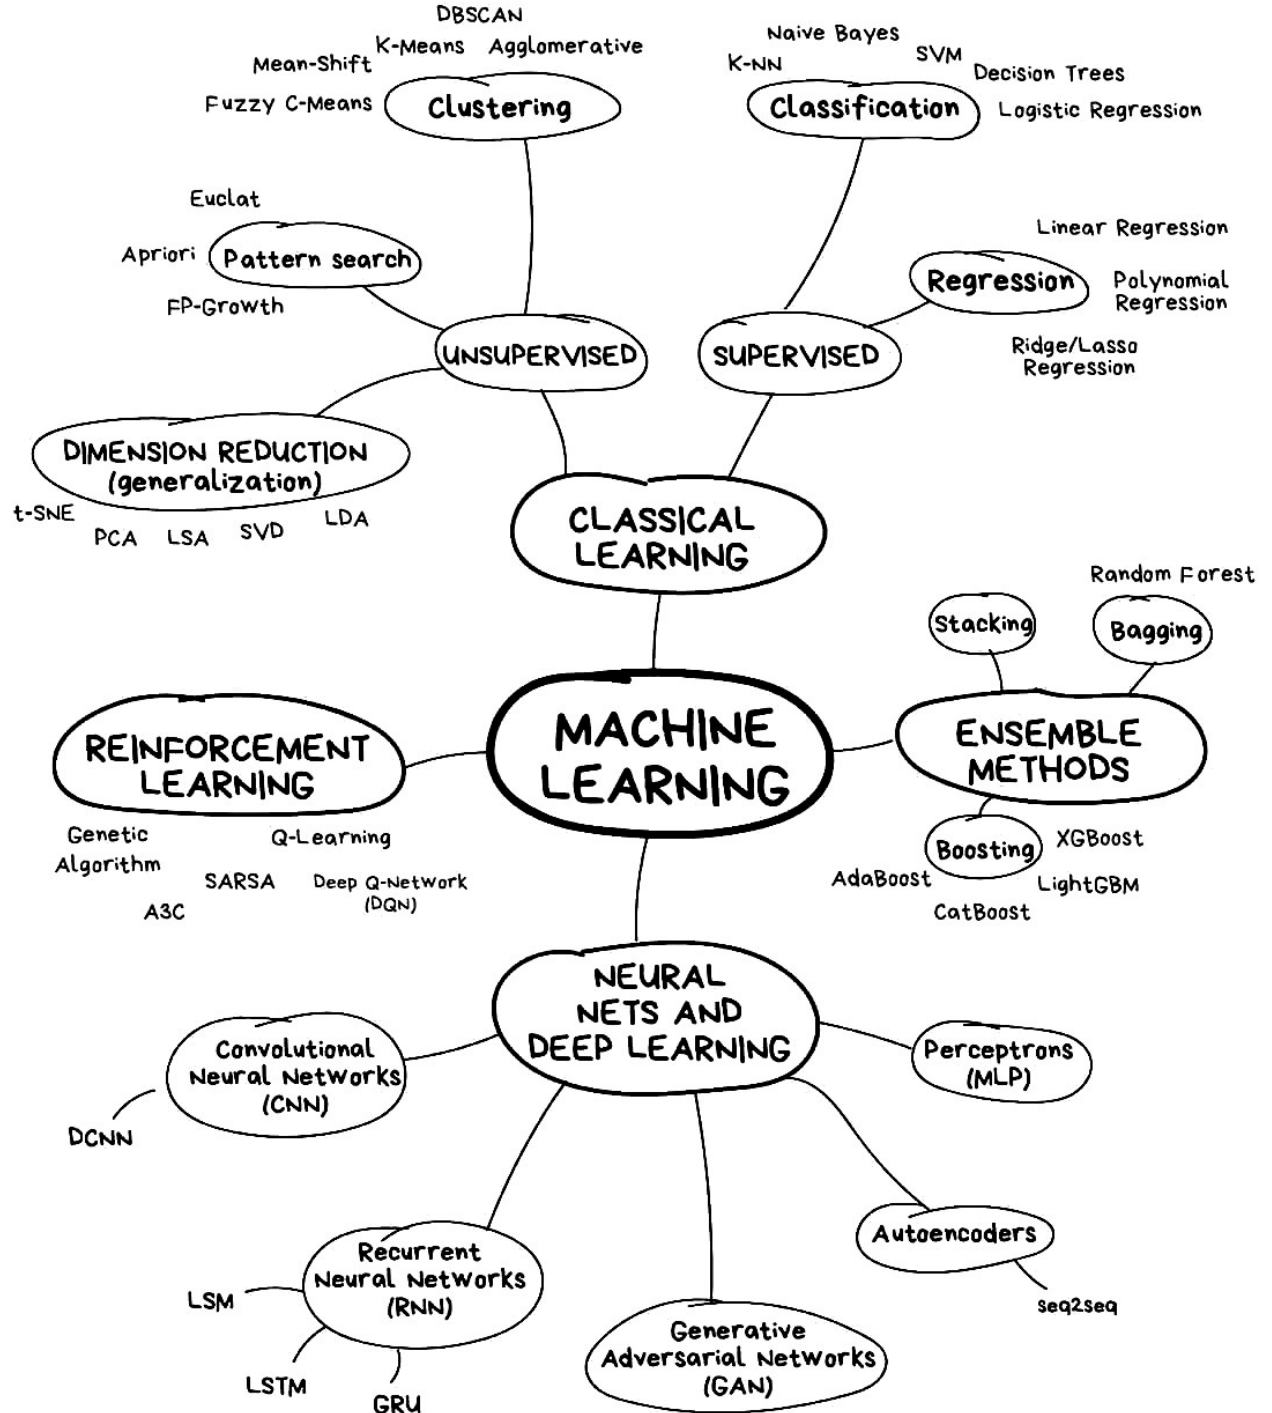 DBSCAN
K-Means
Agglomerative
Mean-Shift
Fuzzy C-Means
Clustering
Naive Bayes
K-NN
SVM
Decision Trees
Classification
Logistic Regression
Euclat
Apriori
Pattern search
FP-Growth
Linear Regression
Regression
Polynomial
Regression
Ridge/Lasso
Regression
UNSUPERVISED
SUPERVISED
DIMENSION REDUCTION
(generalization)
t-SNE
PCA
LSA
SVD
LDA
CLASSICAL
LEARNING
Random Forest
Stacking
Bagging
REINFORCEMENT
LEARNING
MACHINE
LEARNING
ENSEMBLE
METHODS
Genetic
Algorithm
Q-Learning
SARSA
Deep Q-Network
(DQN)
A3C
Boosting
XGBoost
AdaBoost
LightGBM
CatBoost
NEURAL
NETS AND
DEEP LEARNING
Convolutional
Neural Networks
(CNN)
DCNN
Perceptrons
(MLP)
Autoencoders
seq2seq
Recurrent
Neural Networks
(RNN)
LSM
LSTM
GRU
Generative
Adversarial Networks
(GAN)